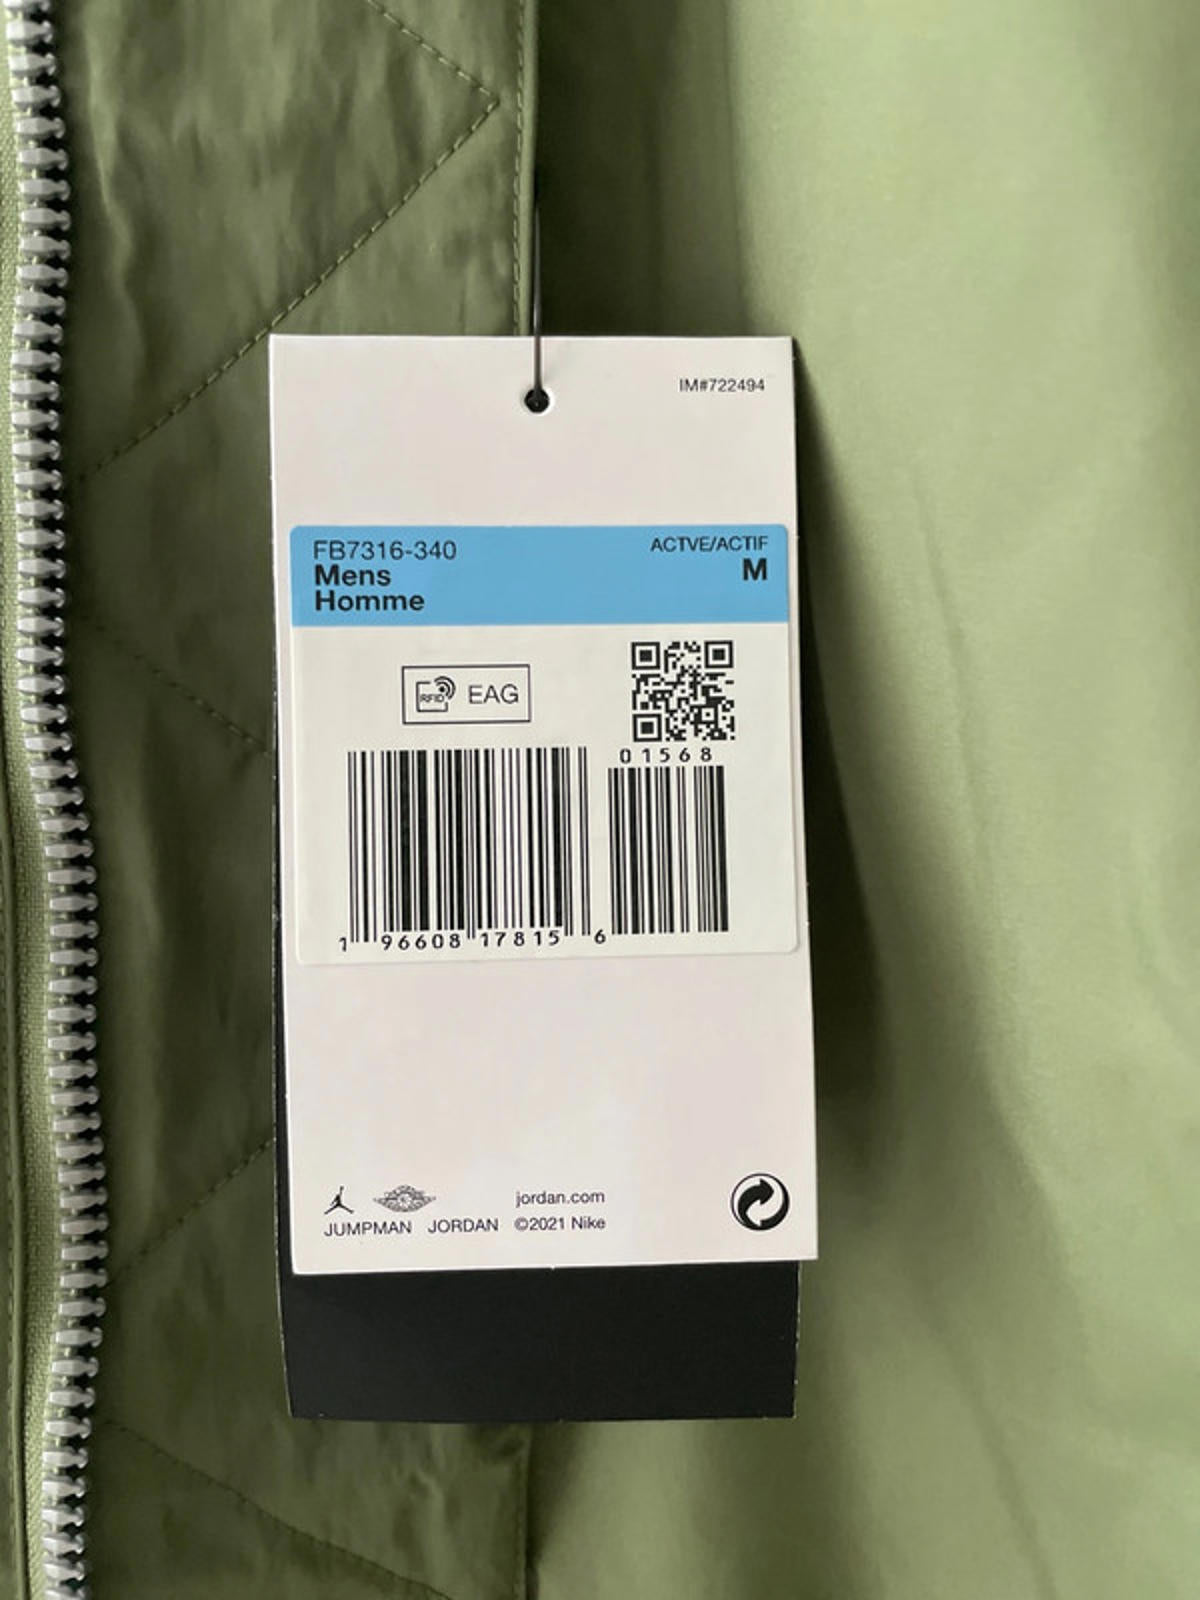 IM#722494
FB7316-340
ACTVE/ACTIF
Mens
M
Homme
RFID EAG
01568
1 96608 17815 6
jordan.com
JUMPMAN JORDAN ©2021 Nike